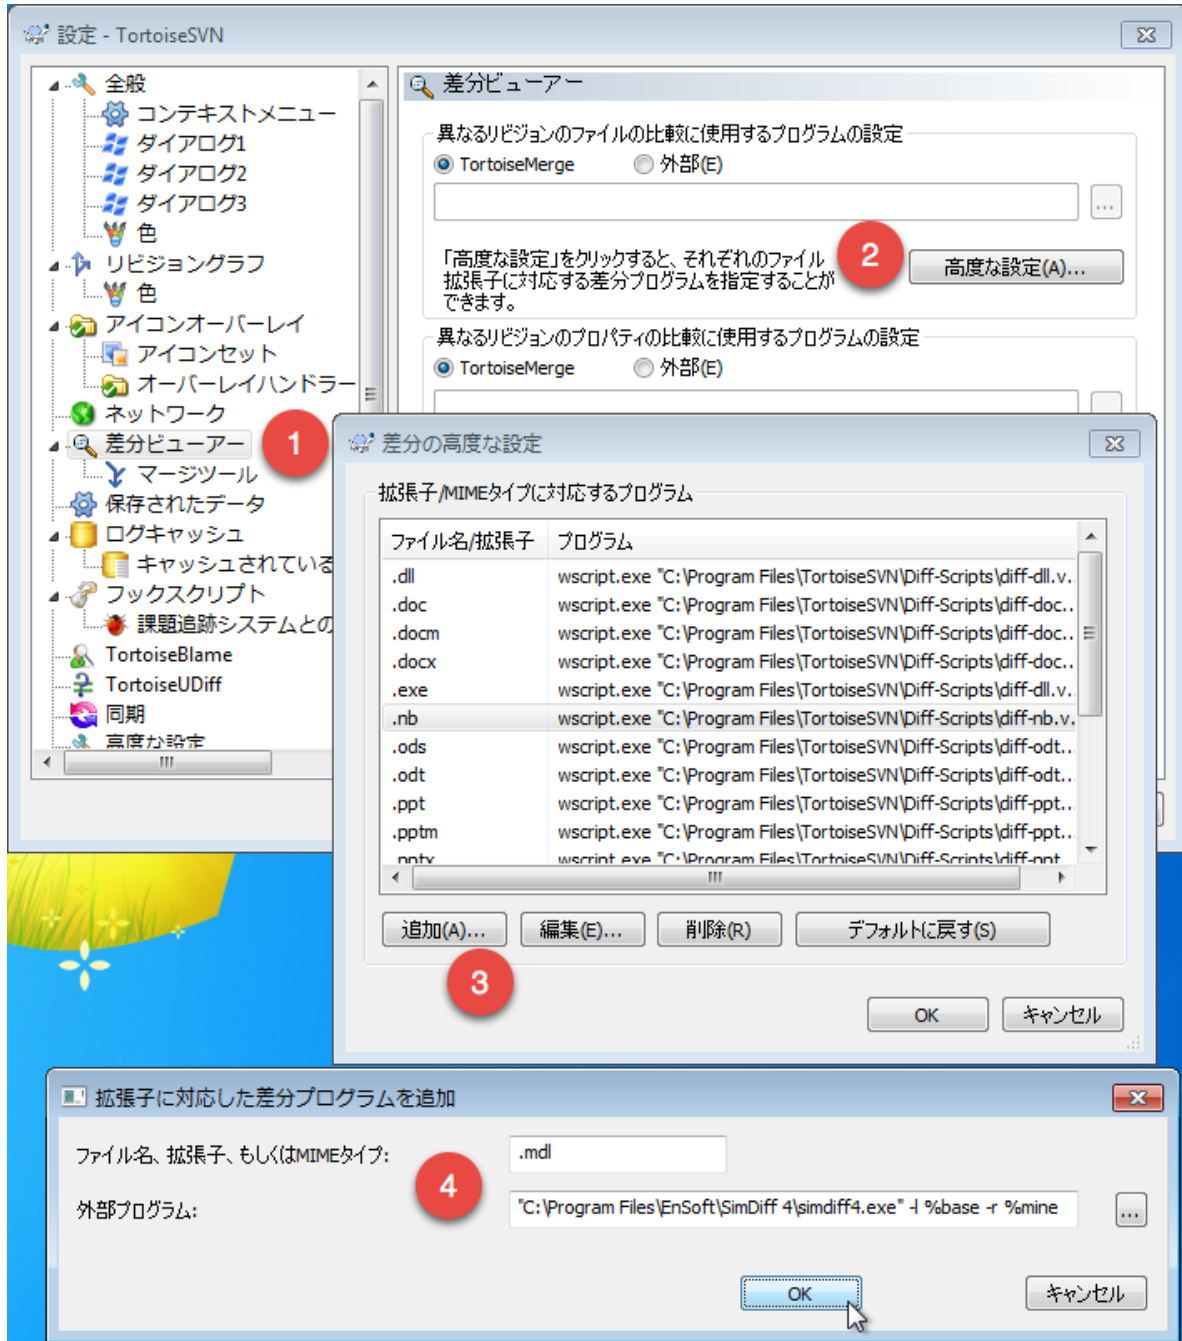 設定 - TortoiseSVN
全般
コンテキストメニュー
ダイアログ1
ダイアログ2
ダイアログ3
色
リビジョングラフ
色
アイコンオーバーレイ
アイコンセット
オーバーレイハンドラー
ネットワーク
差分ビューアー
1
マージツール
保存されたデータ
ログキャッシュ
キャッシュされている
フックスクリプト
課題追跡システムとの
TortoiseBlame
TortoiseUDiff
同期
高度な設定
差分ビューアー
異なるリビジョンのファイルの比較に使用するプログラムの設定
TortoiseMerge 外部(E)
...
「高度な設定」をクリックすると、それぞれのファイル
拡張子に対応する差分プログラムを指定することが
できます。
2
高度な設定(A)...
異なるリビジョンのプロパティの比較に使用するプログラムの設定
TortoiseMerge 外部(E)
差分の高度な設定
拡張子/MIMEタイプに対応するプログラム
ファイル名/拡張子 プログラム
.dll wscript.exe "C:\Program Files\TortoiseSVN\Diff-Scripts\diff-dll.v...
.doc wscript.exe "C:\Program Files\TortoiseSVN\Diff-Scripts\diff-doc...
.docm wscript.exe "C:\Program Files\TortoiseSVN\Diff-Scripts\diff-doc...
.docx wscript.exe "C:\Program Files\TortoiseSVN\Diff-Scripts\diff-doc...
.exe wscript.exe "C:\Program Files\TortoiseSVN\Diff-Scripts\diff-dll.v...
.nb wscript.exe "C:\Program Files\TortoiseSVN\Diff-Scripts\diff-nb.v...
.ods wscript.exe "C:\Program Files\TortoiseSVN\Diff-Scripts\diff-odt...
.odt wscript.exe "C:\Program Files\TortoiseSVN\Diff-Scripts\diff-odt...
.ppt wscript.exe "C:\Program Files\TortoiseSVN\Diff-Scripts\diff-ppt...
.pptm wscript.exe "C:\Program Files\TortoiseSVN\Diff-Scripts\diff-ppt...
.pptx wscript.exe "C:\Program Files\TortoiseSVN\Diff-Scripts\diff-ppt
追加(A)... 編集(E)... 削除(R) デフォルトに戻す(S)
3
OK キャンセル
拡張子に対応した差分プログラムを追加
ファイル名、拡張子、もしくはMIMEタイプ: .mdl
4
外部プログラム: "C:\Program Files\EnSoft\SimDiff 4\simdiff4.exe" -l %base -r %mine ...
OK キャンセル